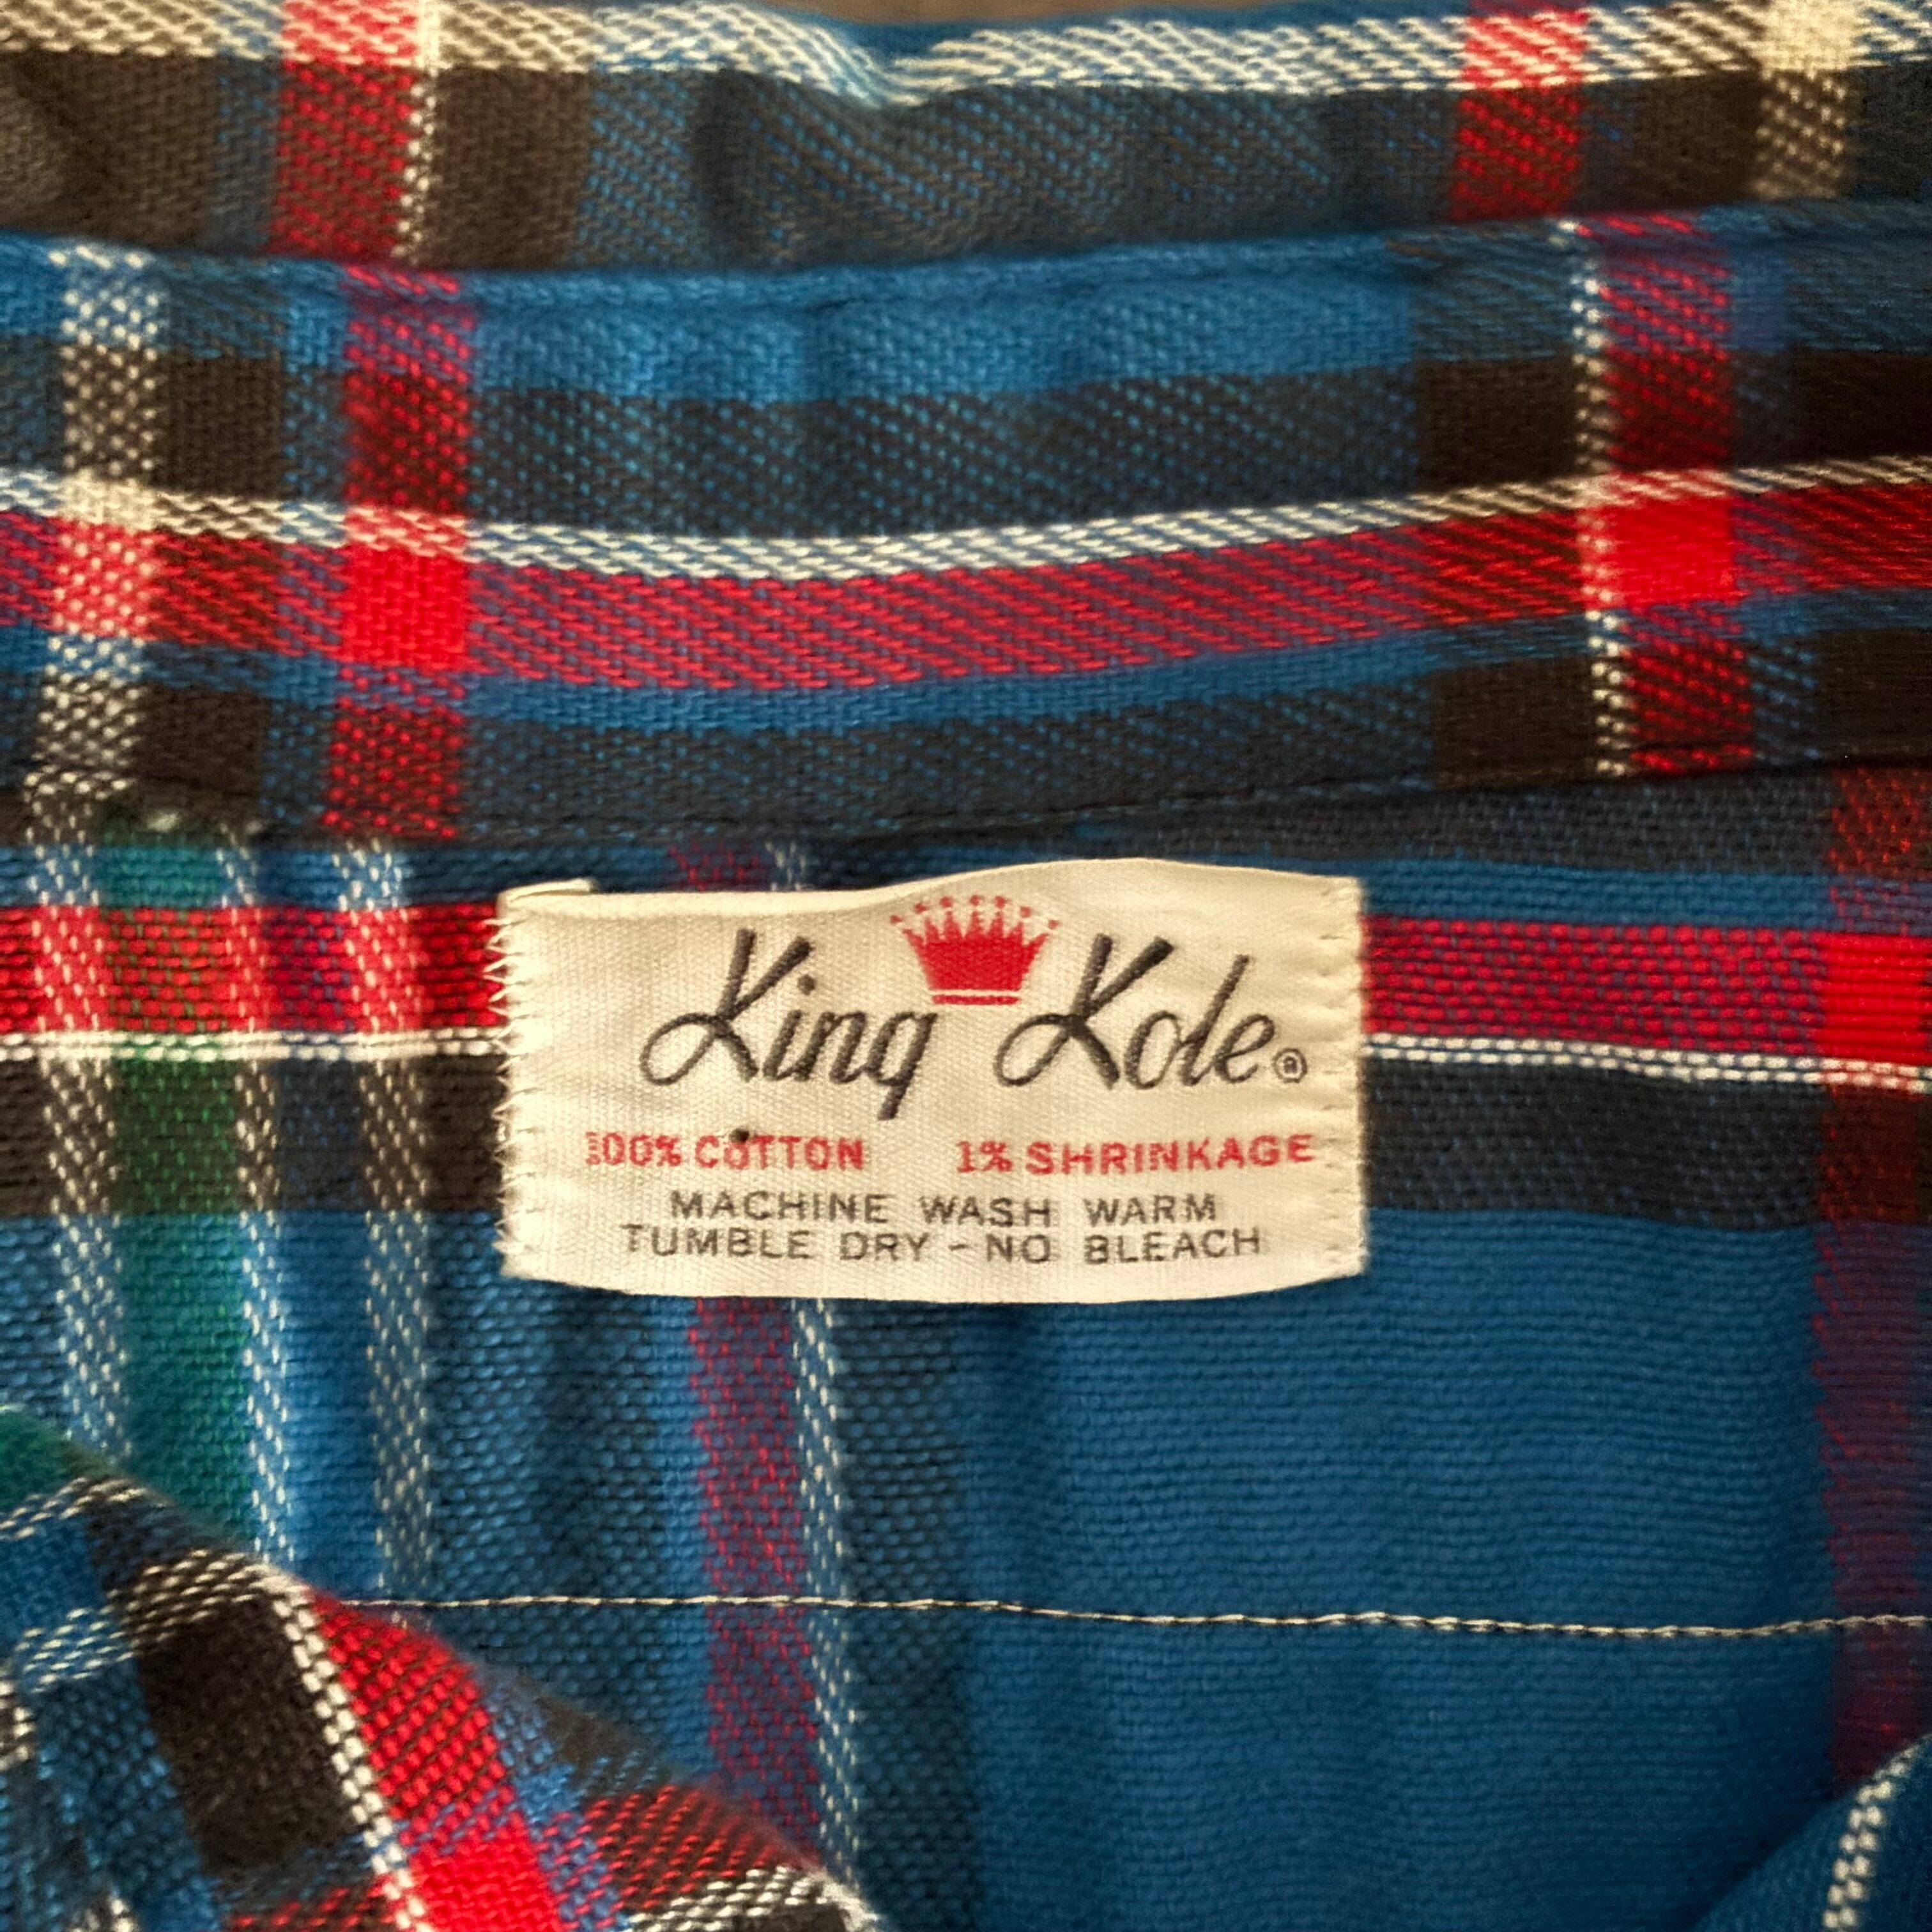 King Kole®
100% COTTON 1% SHRINKAGE
MACHINE WASH WARM
TUMBLE DRY - NO BLEACH